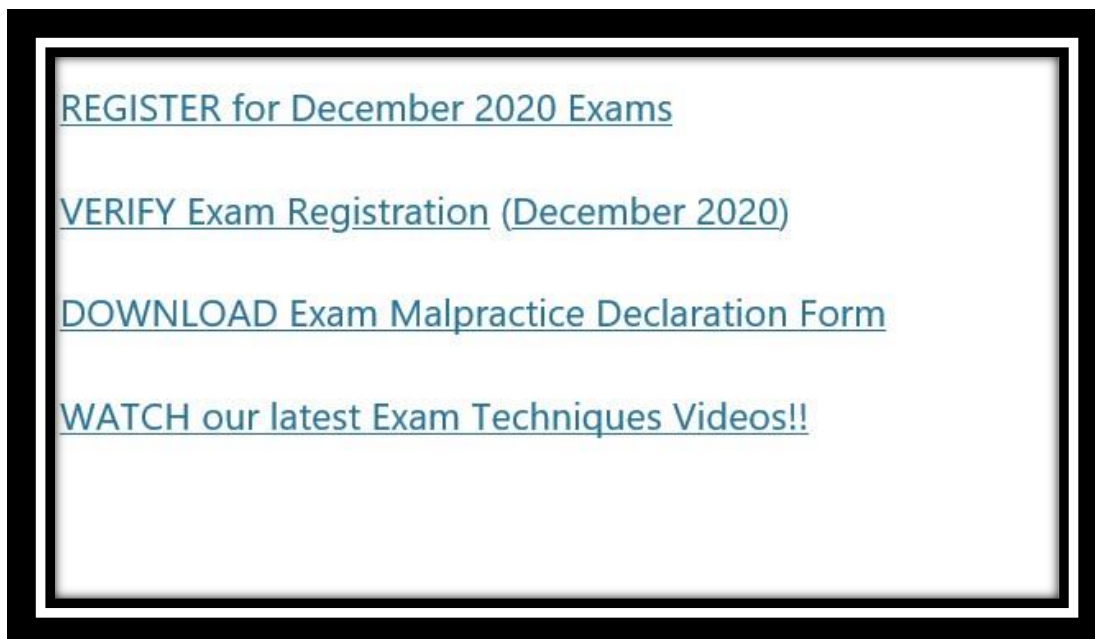 REGISTER for December 2020 Exams
VERIFY Exam Registration (December 2020)
DOWNLOAD Exam Malpractice Declaration Form
WATCH our latest Exam Techniques Videos!!